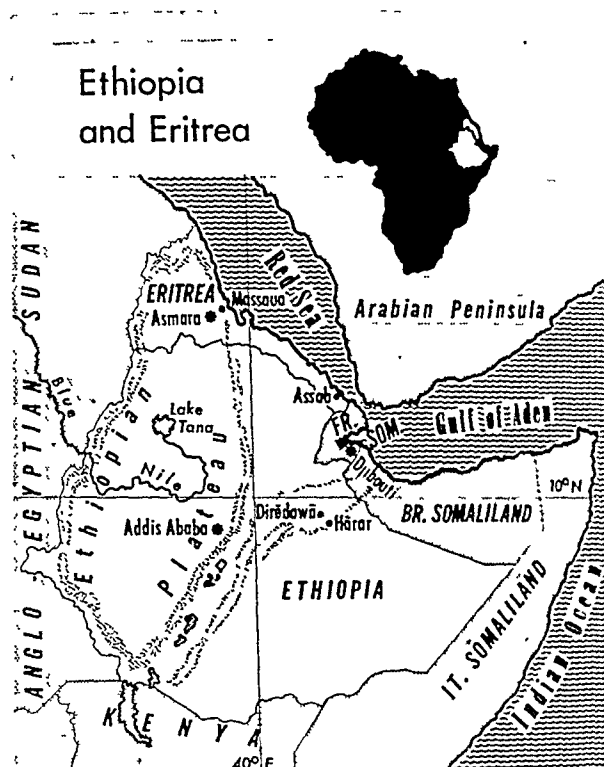 Ethiopia
and Eritrea
ANGLO EGYPTIAN SUDAN
Red Sea
ERITREA
Massaua
Asmara
Arabian Peninsula
Assab
Blue
Nile
Lake
Tana
Ethiopian
Plateau
FR. SOM.
Gulf of Aden
Djibouti
10° N
Dirēdawā
Hārar
BR. SOMALILAND
Addis Ababa
ETHIOPIA
IT. SOMALILAND
Indian Ocean
KENYA
40° E